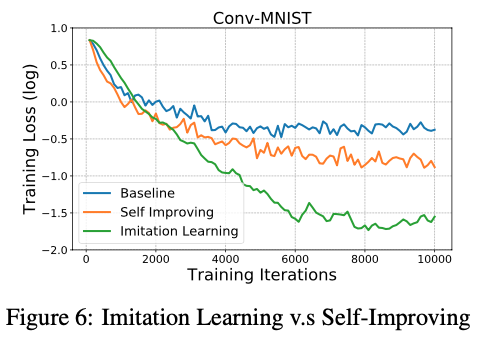 Conv-MNIST
Training Loss (log)
1.0
0.5
0.0
−0.5
−1.0
−1.5
−2.0
Baseline
Self Improving
Imitation Learning
0 2000 4000 6000 8000 10000
Training Iterations
Figure 6: Imitation Learning v.s Self-Improving